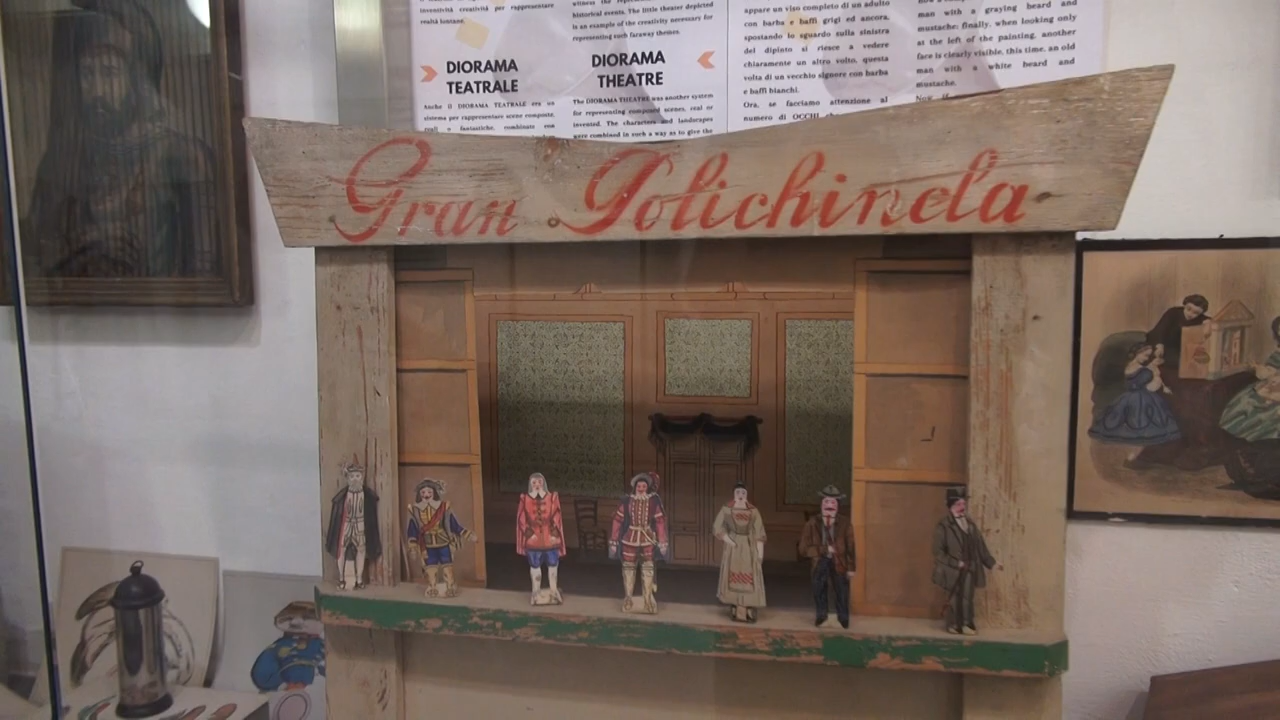 invenzioni creatività per rappresentare
realtà lontane.
DIORAMA
TEATRALE
Anche il DIORAMA TEATRALE era un
sistema per rappresentare scene composte,
reali o fantastiche, combinate con
historical events. The little theater depicted
is an example of the creativity necessary for
representing such faraway themes.
DIORAMA
THEATRE
The DIORAMA THEATRE was another system
for representing composed scenes, real or
invented. The characters and landscapes
were combined in such a way as to give the
appare un viso completo di un adulto
con barba e baffi grigi ed ancora,
spostando lo sguardo sulla sinistra
del dipinto si riesce a vedere
chiaramente un altro volto, questa
volta di un vecchio signore con barba
e baffi bianchi.
Ora, se facciamo attenzione al
numero di OCCHI
man with a graying beard and
mustache; finally, when looking only
at the left of the painting, another
face is clearly visible, this time, an old
man with a white beard and
mustache.
Now
Gran Polichinela